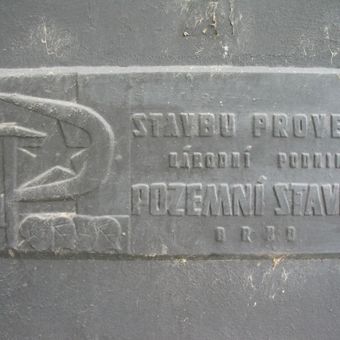 STAVBU PROVE
NÁRODNÍ PODNI
POZEMNÍ STAV
BRNO